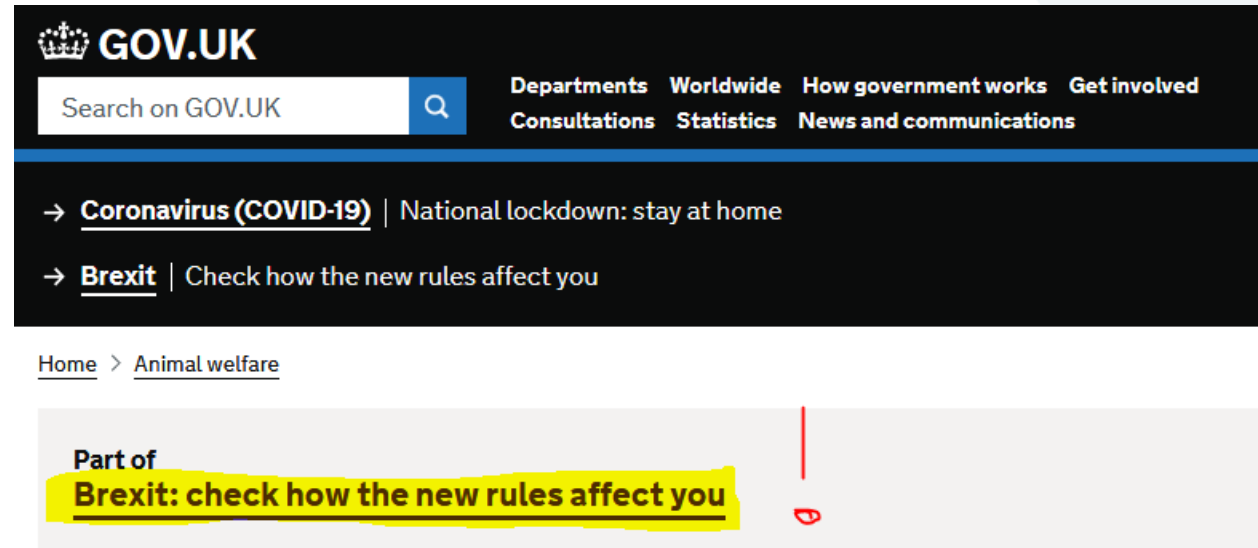 GOV.UK
Search on GOV.UK
Departments Worldwide How government works Get involved
Consultations Statistics News and communications
→ Coronavirus (COVID-19) | National lockdown: stay at home
→ Brexit | Check how the new rules affect you
Home > Animal welfare
Part of
Brexit: check how the new rules affect you
!